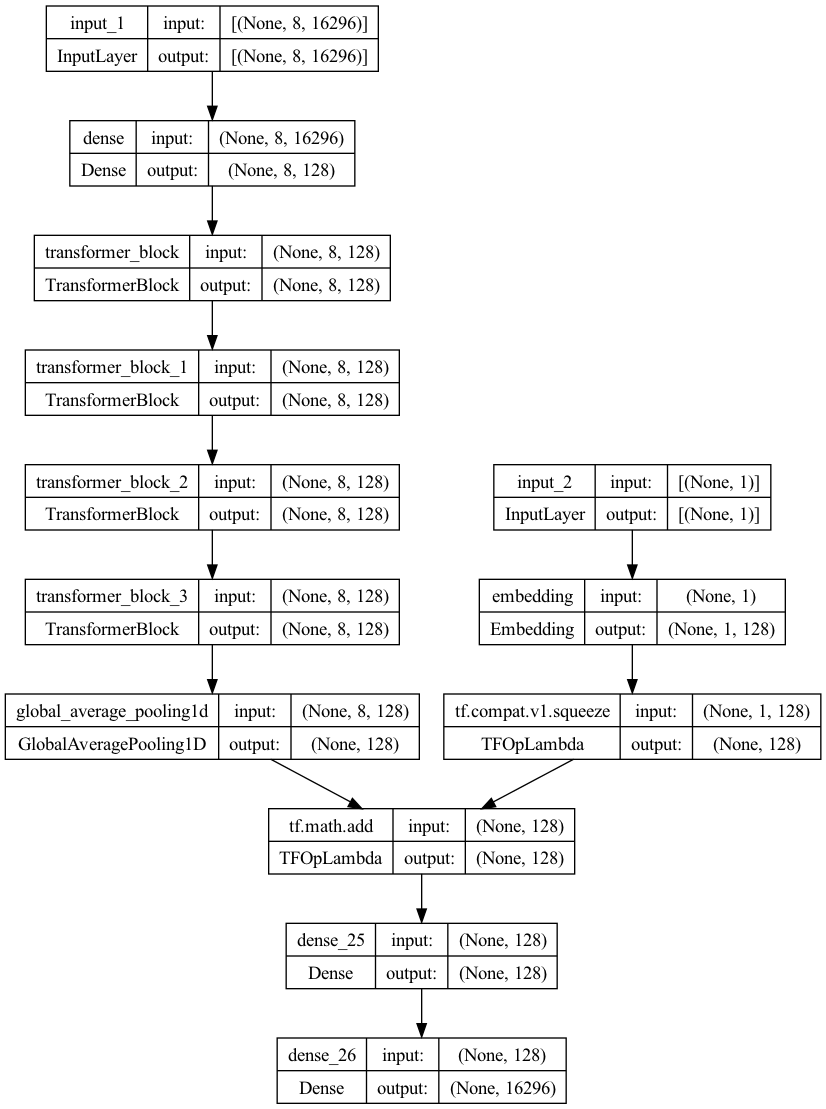 input_1 input: [(None, 8, 16296)]
InputLayer output: [(None, 8, 16296)]
dense input: (None, 8, 16296)
Dense output: (None, 8, 128)
transformer_block input: (None, 8, 128)
TransformerBlock output: (None, 8, 128)
transformer_block_1 input: (None, 8, 128)
TransformerBlock output: (None, 8, 128)
transformer_block_2 input: (None, 8, 128)
TransformerBlock output: (None, 8, 128)
input_2 input: [(None, 1)]
InputLayer output: [(None, 1)]
transformer_block_3 input: (None, 8, 128)
TransformerBlock output: (None, 8, 128)
embedding input: (None, 1)
Embedding output: (None, 1, 128)
global_average_pooling1d input: (None, 8, 128)
GlobalAveragePooling1D output: (None, 128)
tf.compat.v1.squeeze input: (None, 1, 128)
TFOpLambda output: (None, 128)
tf.math.add input: (None, 128)
TFOpLambda output: (None, 128)
dense_25 input: (None, 128)
Dense output: (None, 128)
dense_26 input: (None, 128)
Dense output: (None, 16296)